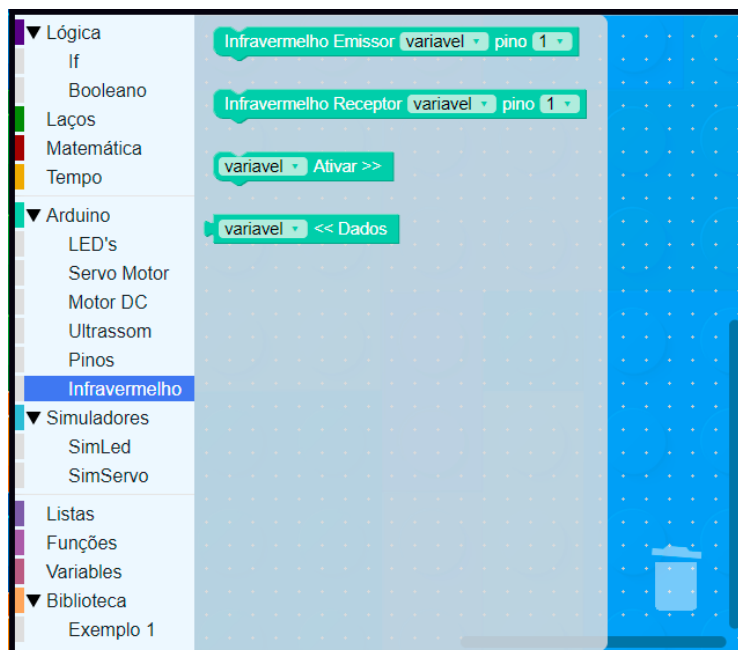 Lógica
If
Booleano
Laços
Matemática
Tempo
Arduino
LED's
Servo Motor
Motor DC
Ultrassom
Pinos
Infravermelho
Simuladores
SimLed
SimServo
Listas
Funções
Variables
Biblioteca
Exemplo 1
Infravermelho Emissor variavel pino 1
Infravermelho Receptor variavel pino 1
variavel Ativar >>
variavel << Dados